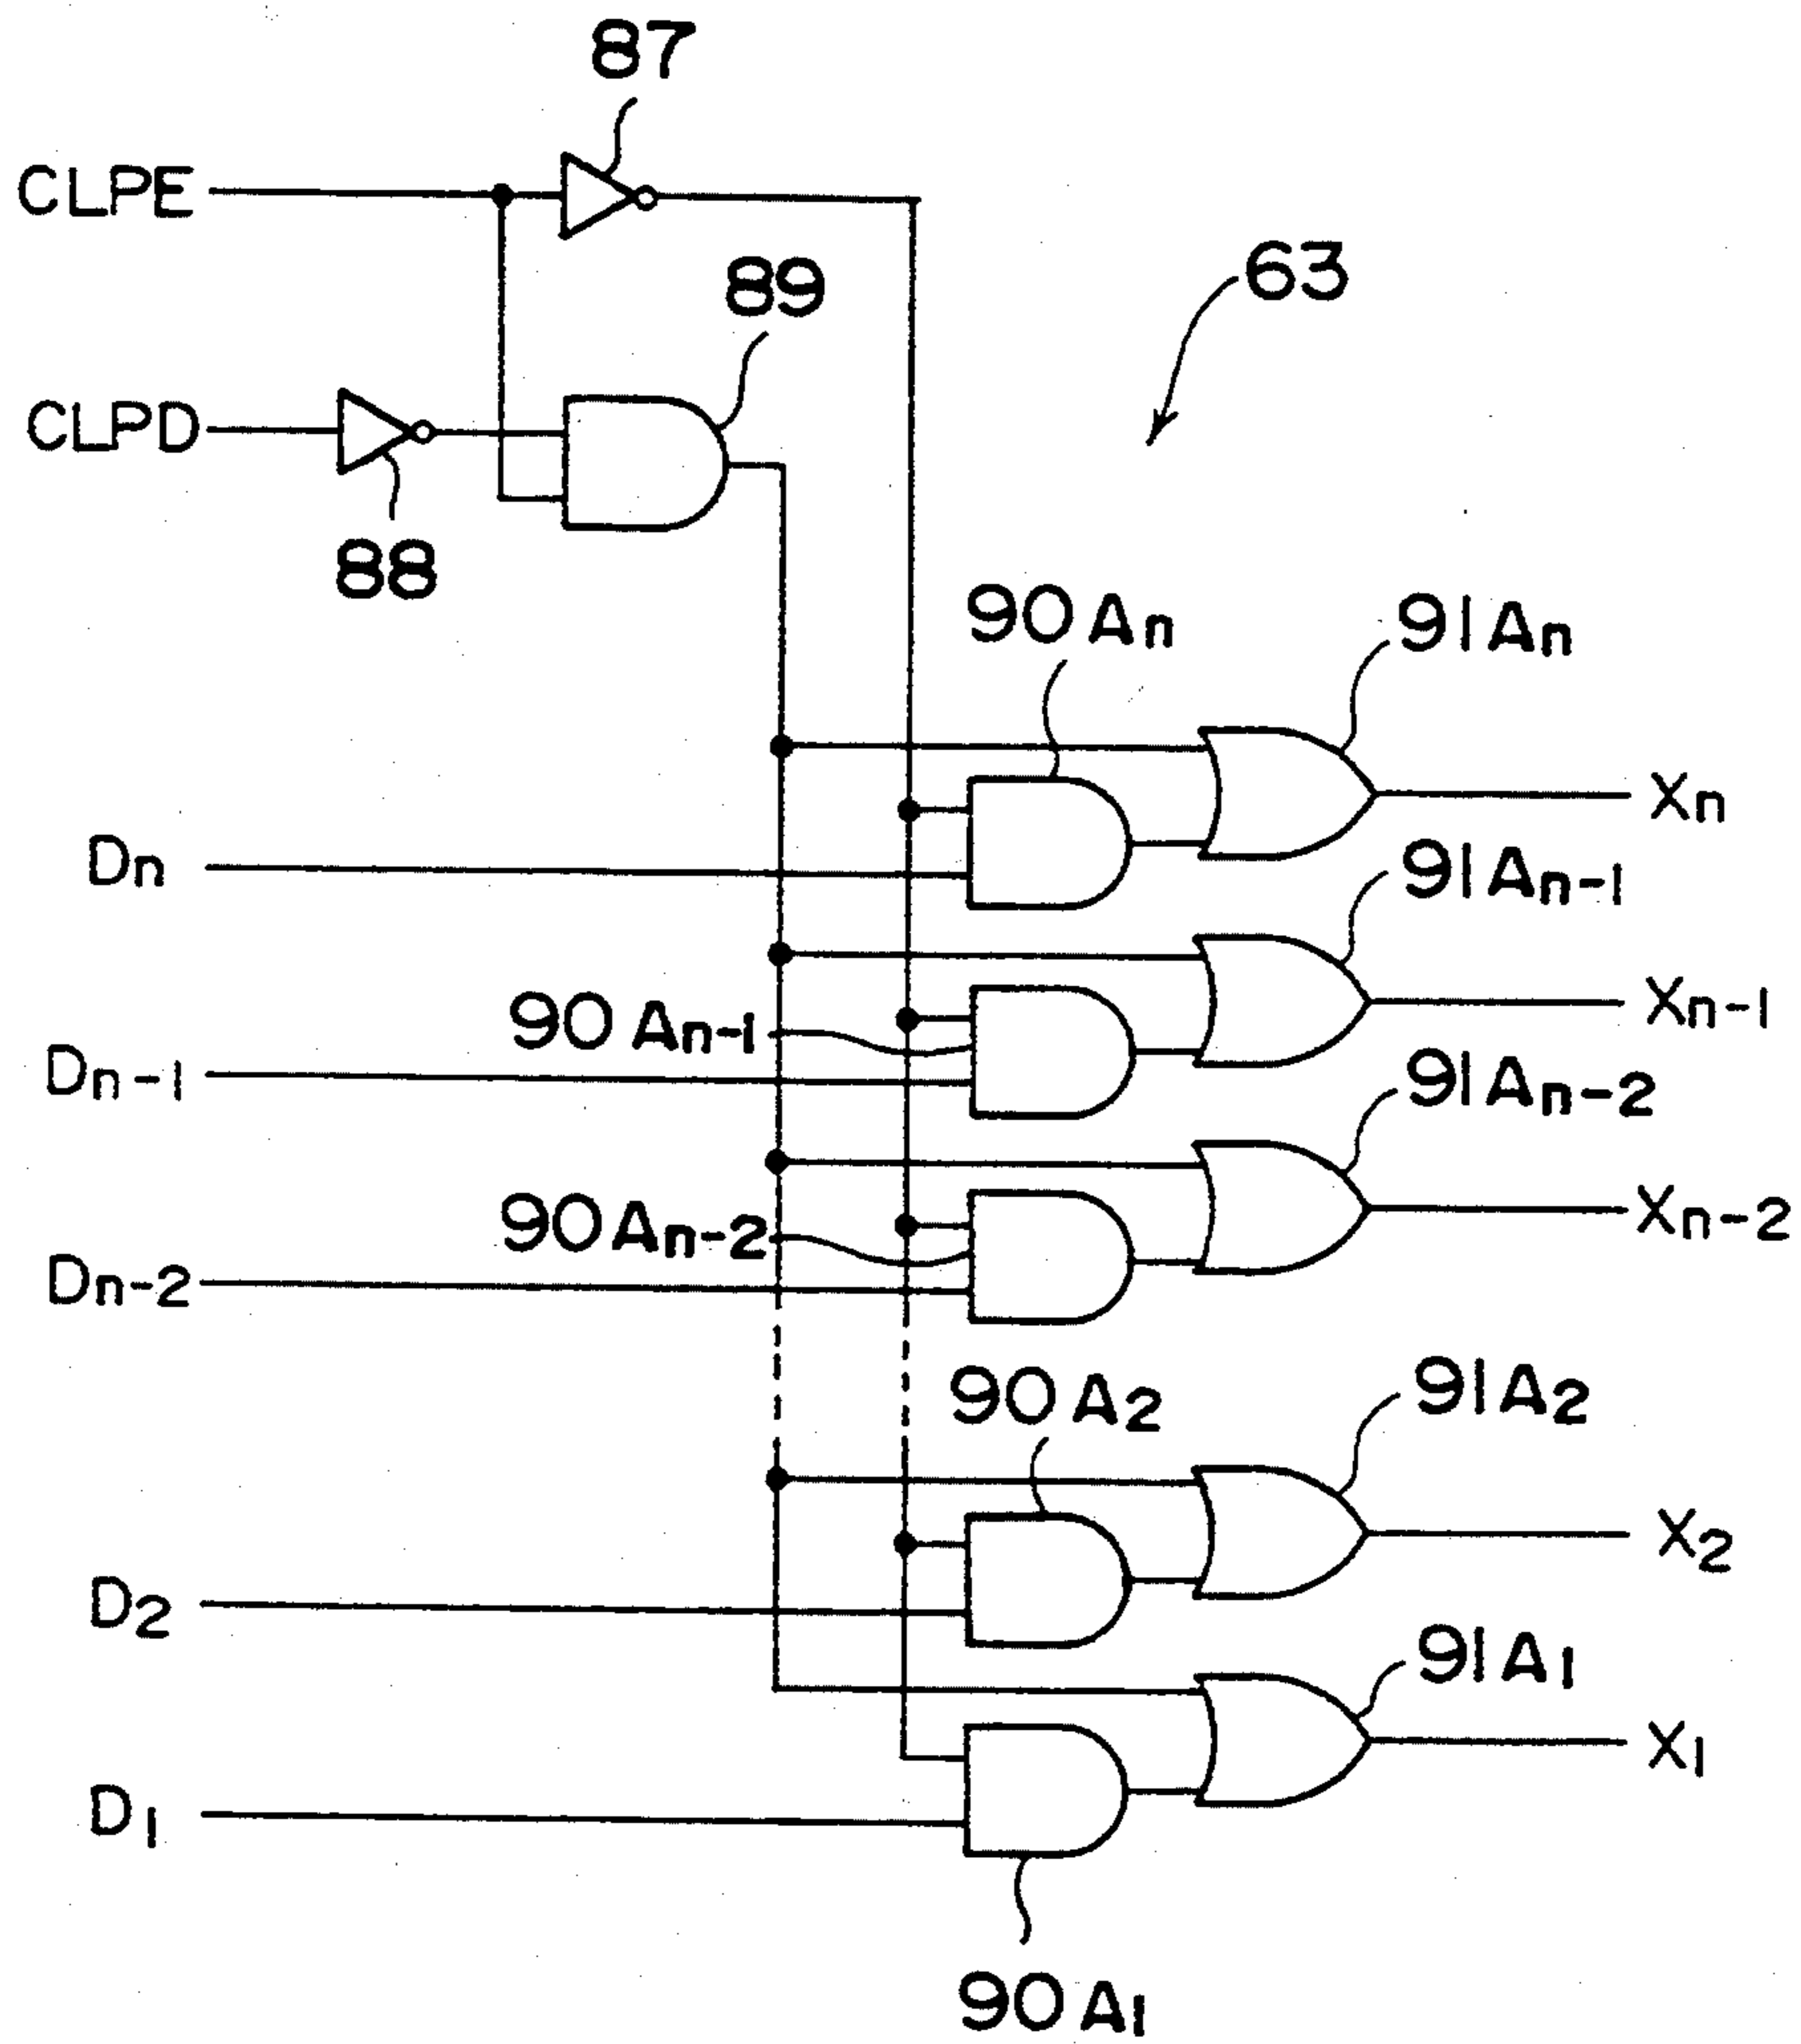 87
CLPE
89
63
CLPD
88
90An
91An
Xn
Dn
91An-1
90An-1
Xn-1
Dn-1
91An-2
90An-2
Xn-2
Dn-2
90A2
91A2
X2
D2
91A1
X1
D1
90A1